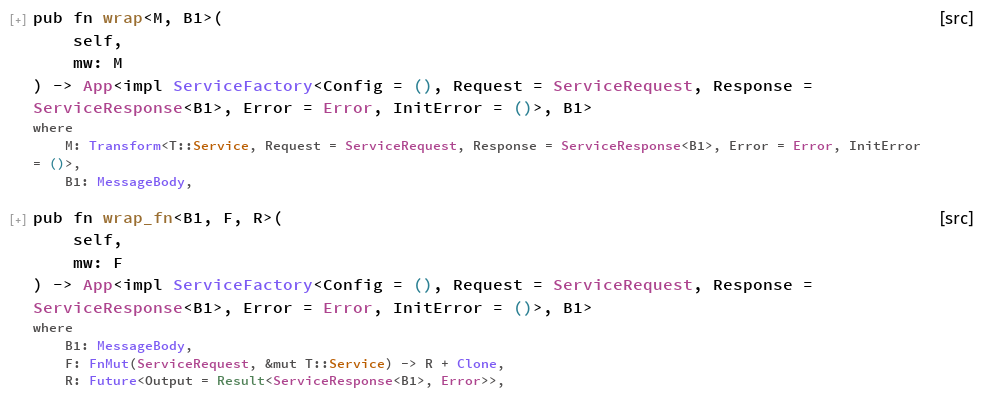 [+] pub fn wrap<M, B1>( [src]
    self,
    mw: M
) -> App<impl ServiceFactory<Config = (), Request = ServiceRequest, Response =
ServiceResponse<B1>, Error = Error, InitError = ()>, B1>
where
    M: Transform<T::Service, Request = ServiceRequest, Response = ServiceResponse<B1>, Error = Error, InitError
= ()>,
    B1: MessageBody,
[+] pub fn wrap_fn<B1, F, R>( [src]
    self,
    mw: F
) -> App<impl ServiceFactory<Config = (), Request = ServiceRequest, Response =
ServiceResponse<B1>, Error = Error, InitError = ()>, B1>
where
    B1: MessageBody,
    F: FnMut(ServiceRequest, &mut T::Service) -> R + Clone,
    R: Future<Output = Result<ServiceResponse<B1>, Error>>,